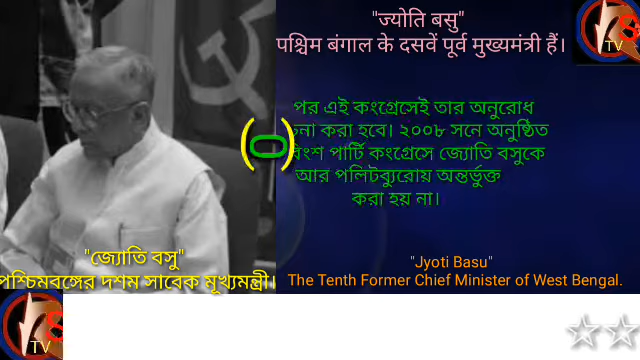 "ज्योति बसु"
पश्चिम बंगाल के दसवें पूर्व मुख्यमंत्री हैं।
পর এই কংগ্রেসেই তার অনুরোধ
করা হবে। ২০০৮ সনে অনুষ্ঠিত
পার্টি কংগ্রেসে জ্যোতি বসুকে
আর পলিটব্যুরোয় অন্তর্ভুক্ত
করা হয় না।
"জ্যোতি বসু"
পশ্চিমবঙ্গের দশম সাবেক মূখ্যমন্ত্রী।
"Jyoti Basu"
The Tenth Former Chief Minister of West Bengal.
TV
TV